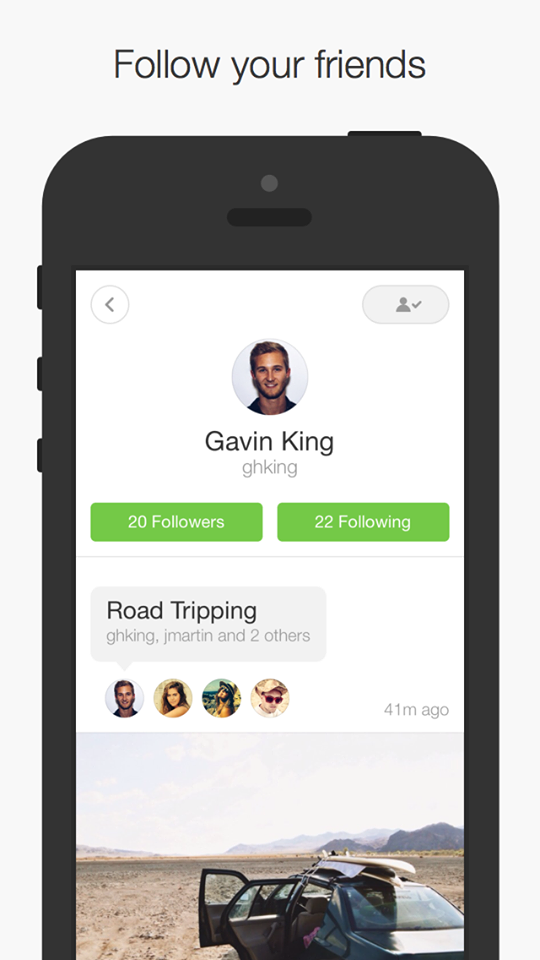 Follow your friends
Gavin King
ghking
20 Followers
22 Following
Road Tripping
ghking, jmartin and 2 others
41m ago